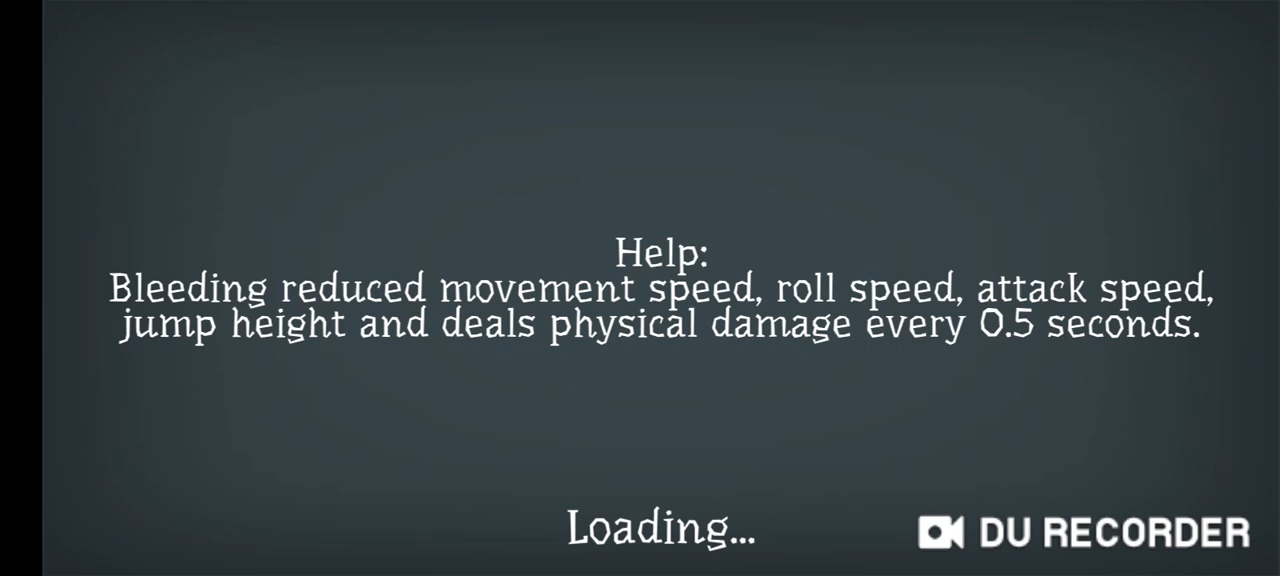 Help:
Bleeding reduced movement speed, roll speed, attack speed,
jump height and deals physical damage every 0.5 seconds.
Loading...
DU RECORDER